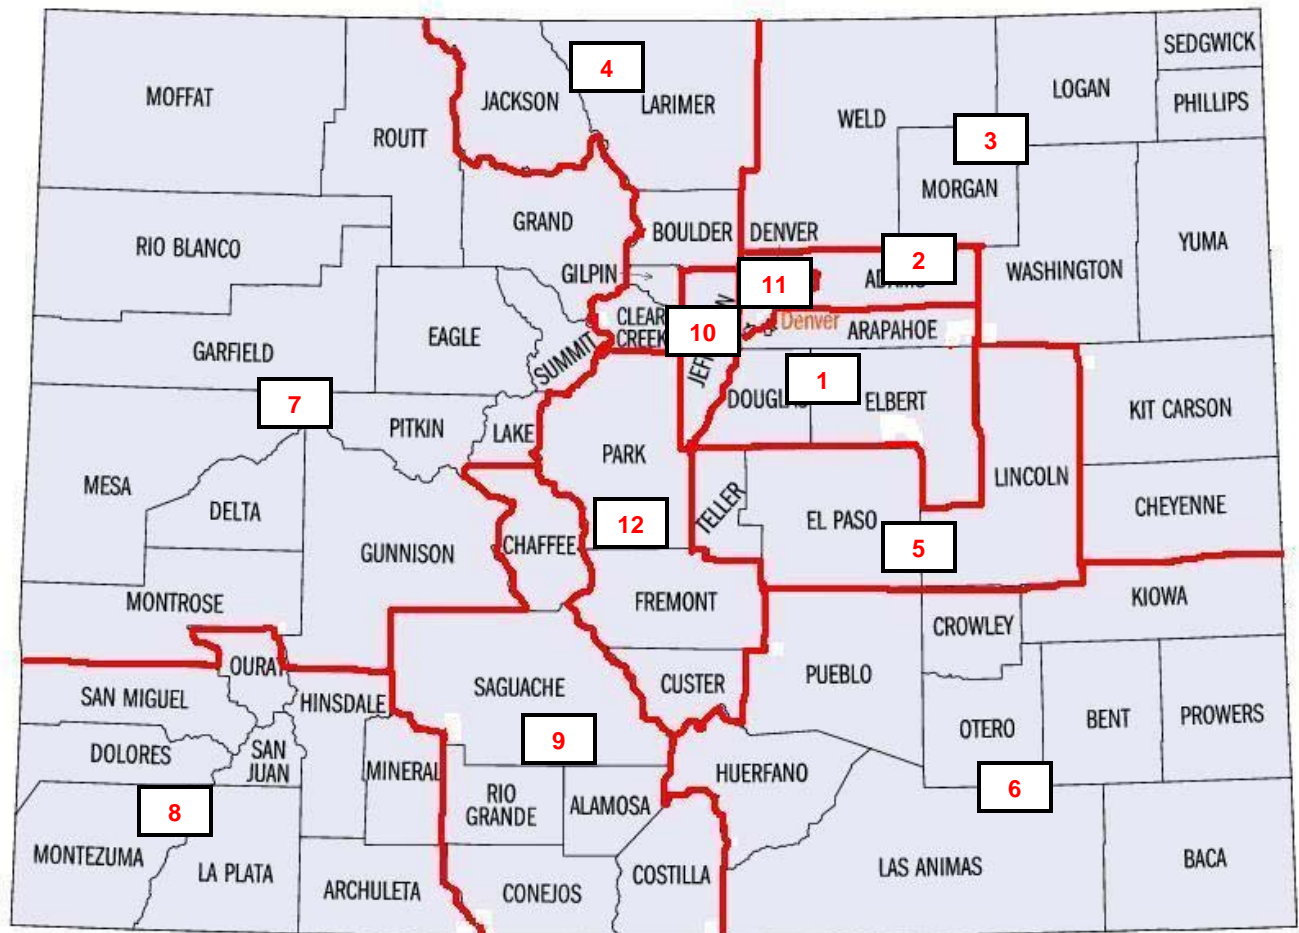 SEDGWICK
4
LOGAN
MOFFAT
JACKSON
LARIMER
PHILLIPS
WELD
ROUTT
3
MORGAN
GRAND
BOULDER
DENVER
RIO BLANCO
YUMA
2
GILPIN
WASHINGTON
ADAMS
11
CLEAR
CREEK
10
Denver
ARAPAHOE
EAGLE
GARFIELD
SUMMIT
1
7
DOUGLAS
ELBERT
KIT CARSON
PITKIN
LAKE
PARK
LINCOLN
MESA
DELTA
TELLER
EL PASO
CHEYENNE
12
CHAFFEE
GUNNISON
5
MONTROSE
FREMONT
KIOWA
CROWLEY
OURAY
PUEBLO
SAGUACHE
CUSTER
SAN MIGUEL
HINSDALE
OTERO
BENT
PROWERS
9
DOLORES
SAN
JUAN
MINERAL
HUERFANO
RIO
GRANDE
ALAMOSA
6
8
MONTEZUMA
LA PLATA
ARCHULETA
CONEJOS
COSTILLA
LAS ANIMAS
BACA